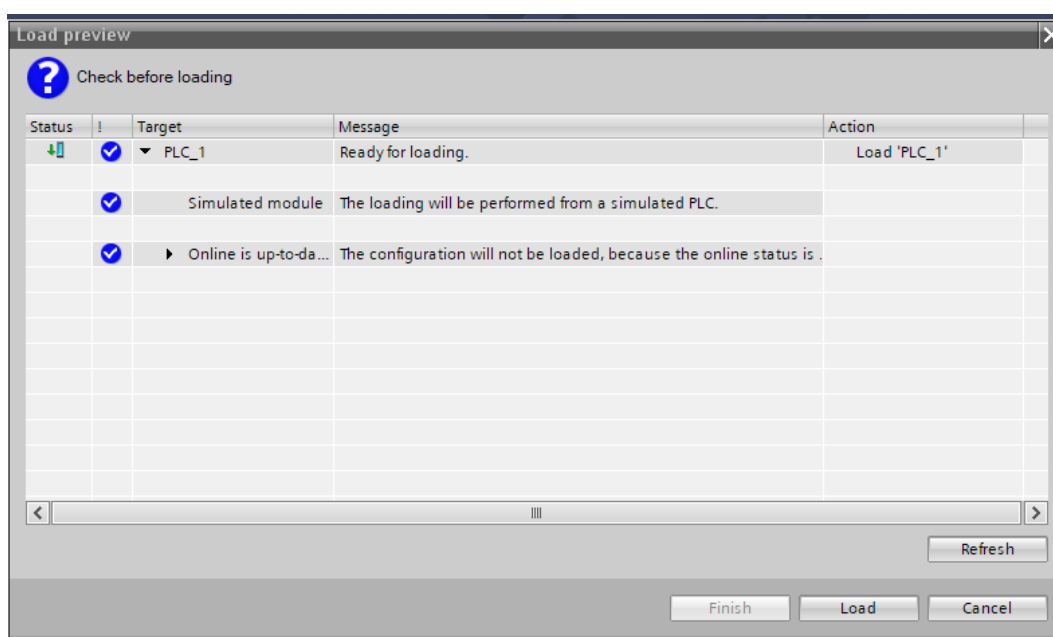 Load preview
Check before loading
Status ! Target Message Action
PLC_1 Ready for loading. Load 'PLC_1'
Simulated module The loading will be performed from a simulated PLC.
Online is up-to-da... The configuration will not be loaded, because the online status is .
Refresh
Finish Load Cancel